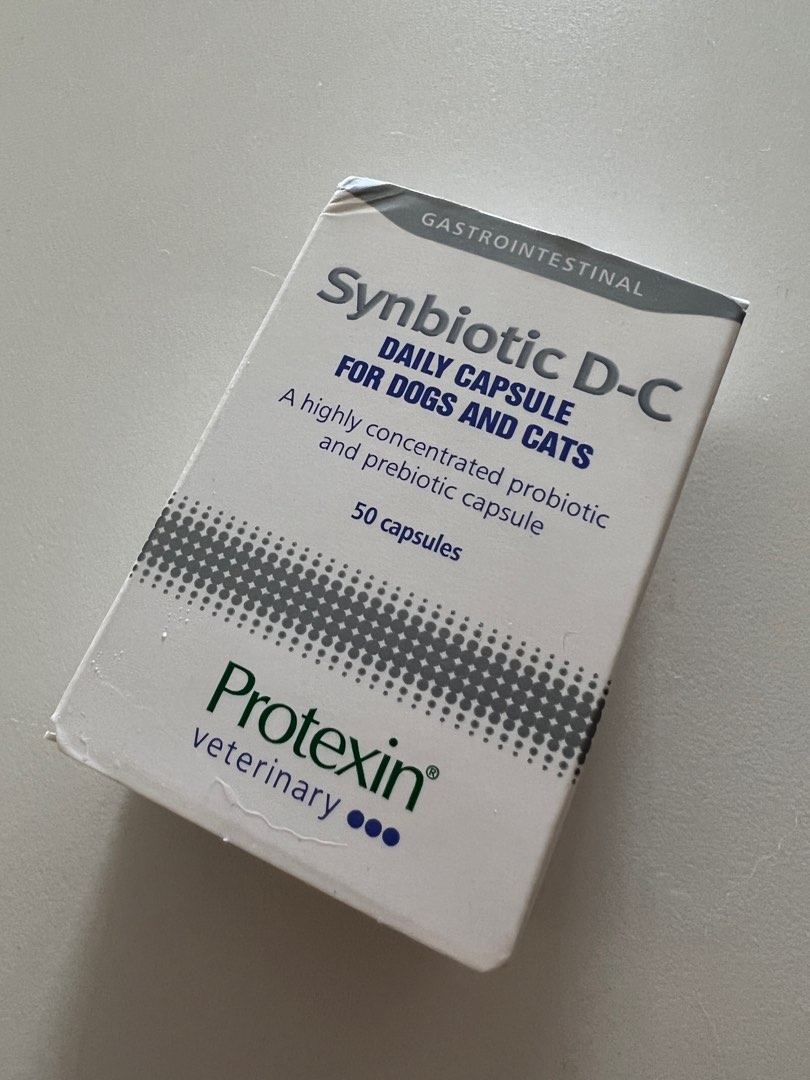 GASTROINTESTINAL
Synbiotic D-C
DAILY CAPSULE
FOR DOGS AND CATS
A highly concentrated probiotic
and prebiotic capsule
50 capsules
Protexin®
veterinary